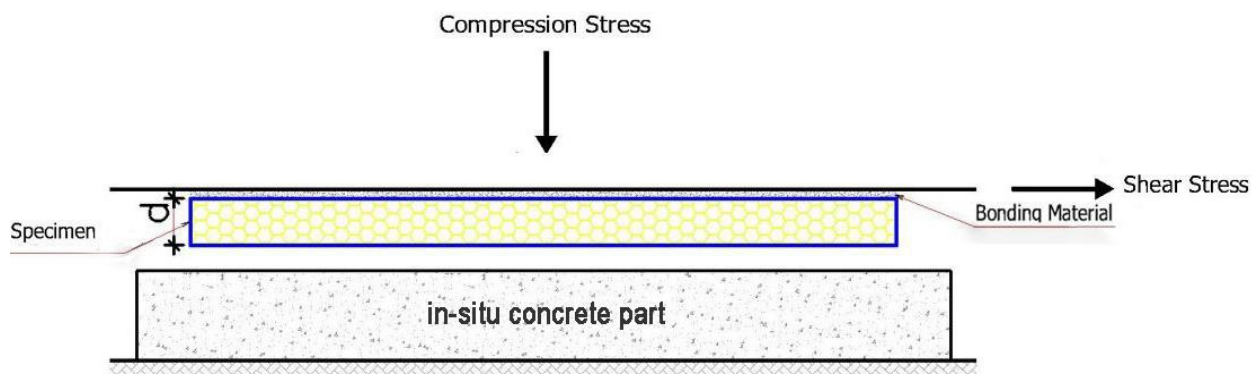 Compression Stress
Shear Stress
d
Bonding Material
Specimen
in-situ concrete part